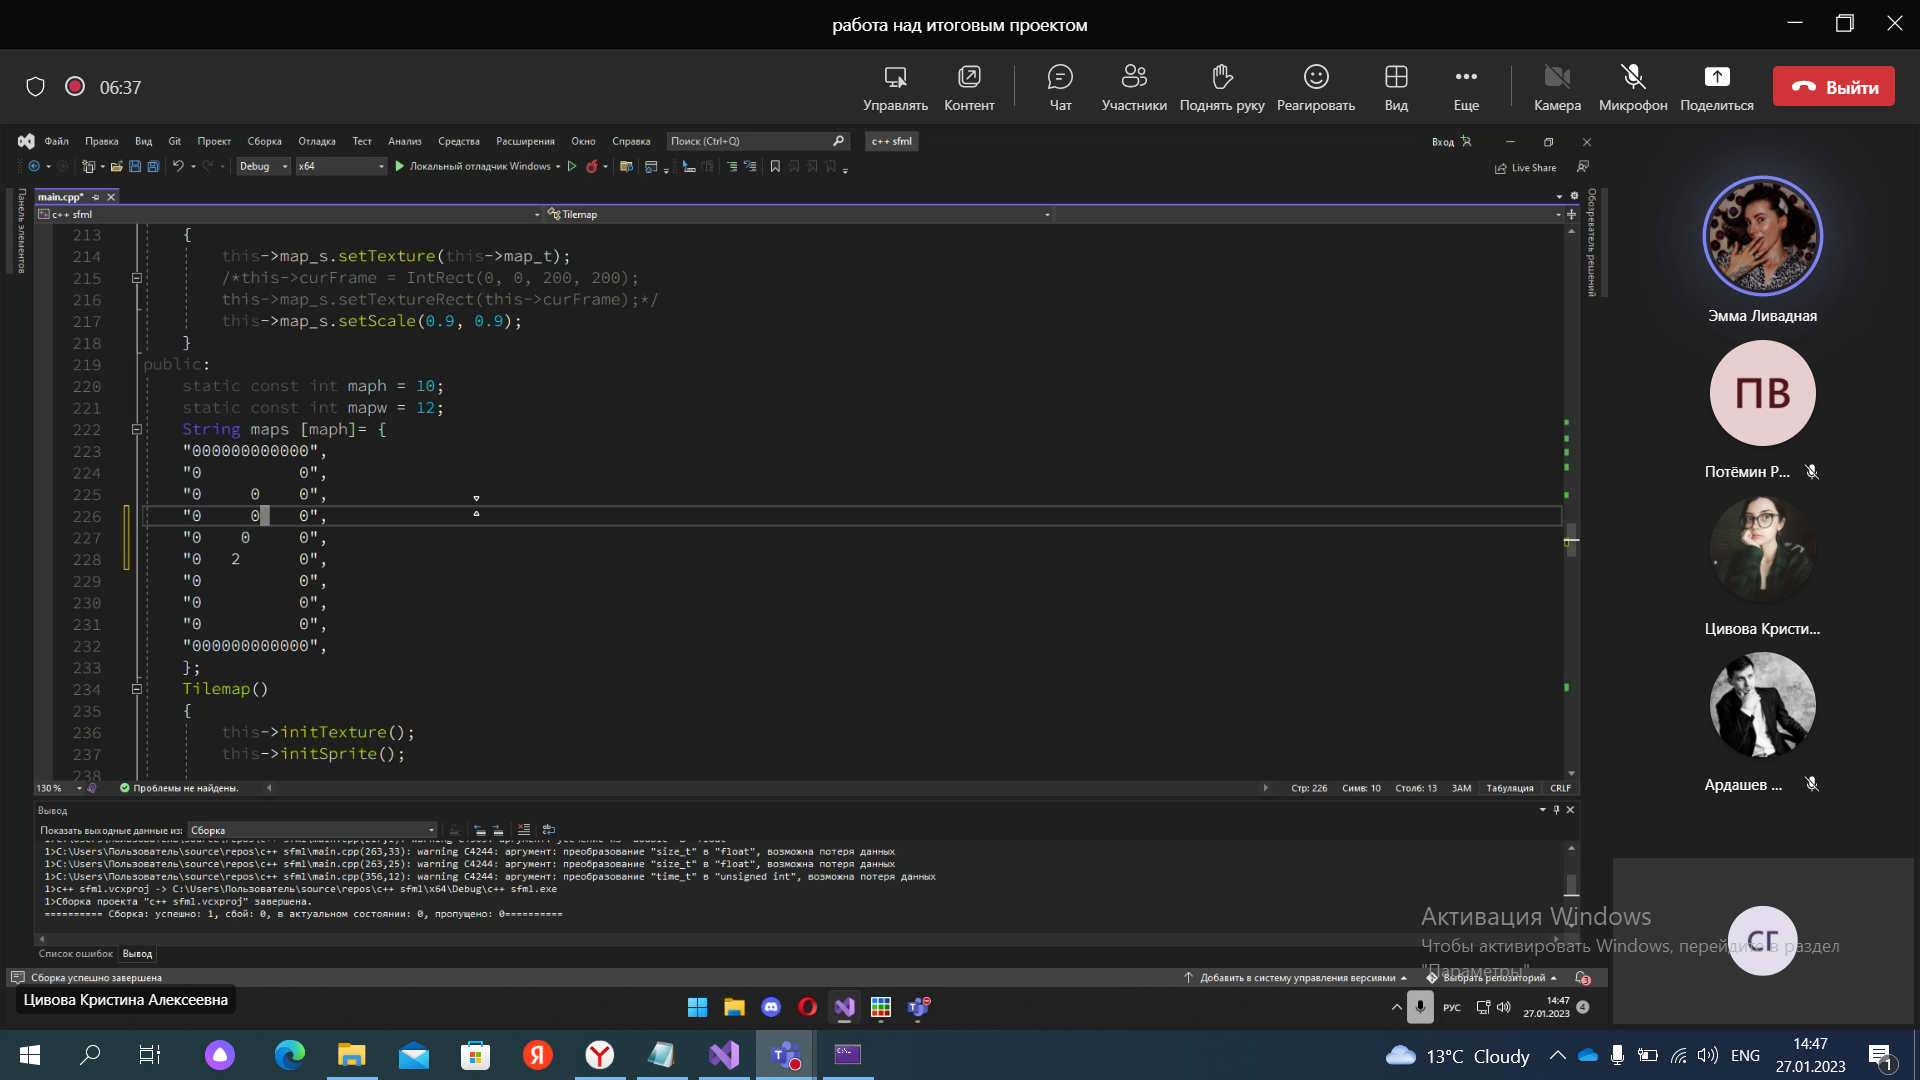 работа над итоговым проектом
06:37
Управлять Контент Чат Участники Поднять руку Реагировать Вид Еще Камера Микрофон Поделиться Выйти
Файл Правка Вид Git Проект Сборка Отладка Тест Анализ Средства Расширения Окно Справка Поиск (Ctrl+Q) c++ sfml Вход
Debug x64 Локальный отладчик Windows Live Share
Панель элементов
main.cpp*
c++ sfml Tilemap
Обозреватель решений
213 {
214 this->map_s.setTexture(this->map_t);
215 /*this->curFrame = IntRect(0, 0, 200, 200);
216 this->map_s.setTextureRect(this->curFrame);*/
217 this->map_s.setScale(0.9, 0.9);
218 }
219 public:
220 static const int maph = 10;
221 static const int mapw = 12;
222 String maps [maph]= {
223 "000000000000",
224 "0          0",
225 "0     0    0",
226 "0     0    0",
227 "0    0     0",
228 "0   2      0",
229 "0          0",
230 "0          0",
231 "0          0",
232 "000000000000",
233 };
234 Tilemap()
235 {
236 this->initTexture();
237 this->initSprite();
238
130 % Проблемы не найдены. Стр: 226 Симв: 10 Столб: 13 ЗАМ Табуляция CRLF
Вывод
Показать выходные данные из: Сборка
1>C:\Users\Пользователь\source\repos\c++ sfml\main.cpp(263,33): warning C4244: аргумент: преобразование "size_t" в "float", возможна потеря данных
1>C:\Users\Пользователь\source\repos\c++ sfml\main.cpp(263,25): warning C4244: аргумент: преобразование "size_t" в "float", возможна потеря данных
1>C:\Users\Пользователь\source\repos\c++ sfml\main.cpp(356,12): warning C4244: аргумент: преобразование "time_t" в "unsigned int", возможна потеря данных
1>c++ sfml.vcxproj -> C:\Users\Пользователь\source\repos\c++ sfml\x64\Debug\c++ sfml.exe
1>Сборка проекта "c++ sfml.vcxproj" завершена.
========== Сборка: успешно: 1, сбой: 0, в актуальном состоянии: 0, пропущено: 0==========
Список ошибок Вывод
Сборка успешно завершена Добавить в систему управления версиями Выбрать репозиторий 3
Цивова Кристина Алексеевна
РУС 14:47 27.01.2023 4
Эмма Ливадная
ПВ
Потёмин Р...
Цивова Кристи...
Ардашев ...
СГ
Активация Windows
Чтобы активировать Windows, перейдите в раздел
"Параметры".
13°C Cloudy ENG 14:47
27.01.2023 1